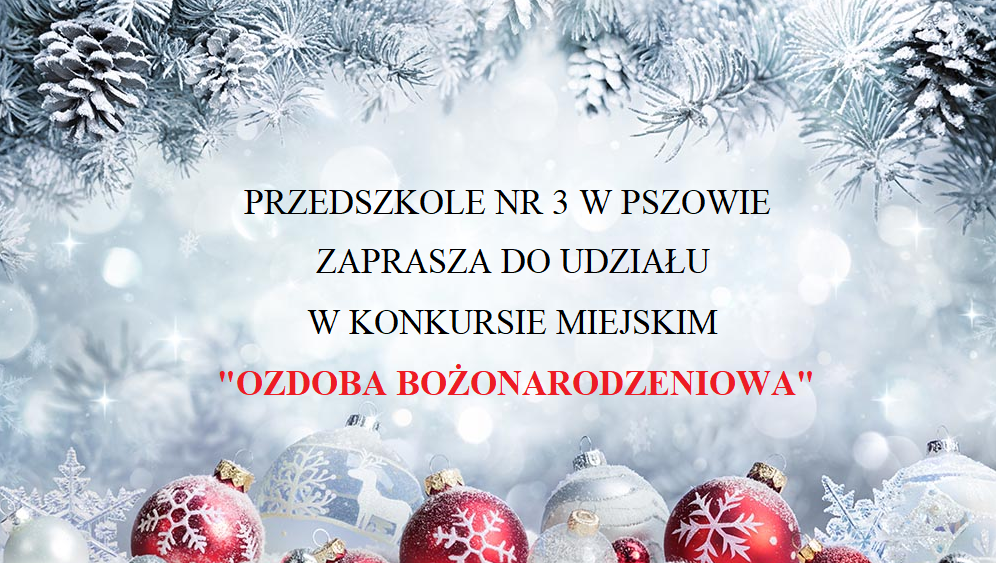 PRZEDSZKOLE NR 3 W PSZOWIE
ZAPRASZA DO UDZIAŁU
W KONKURSIE MIEJSKIM
"OZDOBA BOŻONARODZENIOWA"